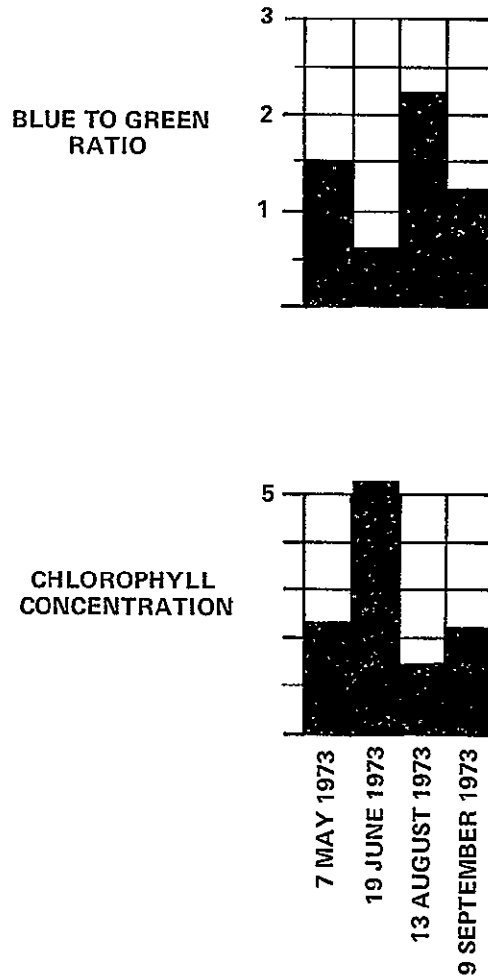 3
BLUE TO GREEN
RATIO
2
1
5
CHLOROPHYLL
CONCENTRATION
7 MAY 1973
19 JUNE 1973
13 AUGUST 1973
9 SEPTEMBER 1973